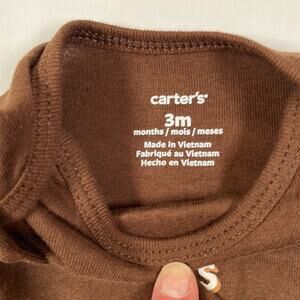 carter's
3m
months / mois / meses
Made in Vietnam
Fabriqué au Vietnam
Hecho en Vietnam
S